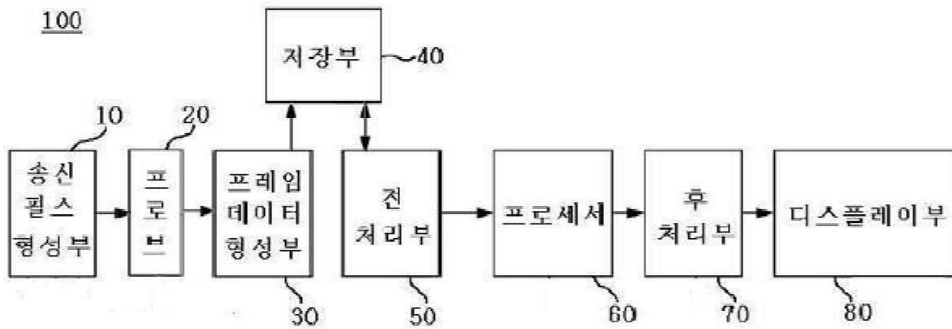 100
저장부
40
10
20
송신
펄스
형성부
프
로
브
프레임
데이터
형성부
전
처리부
프로세서
후
처리부
디스플레이부
30
50
60
70
80